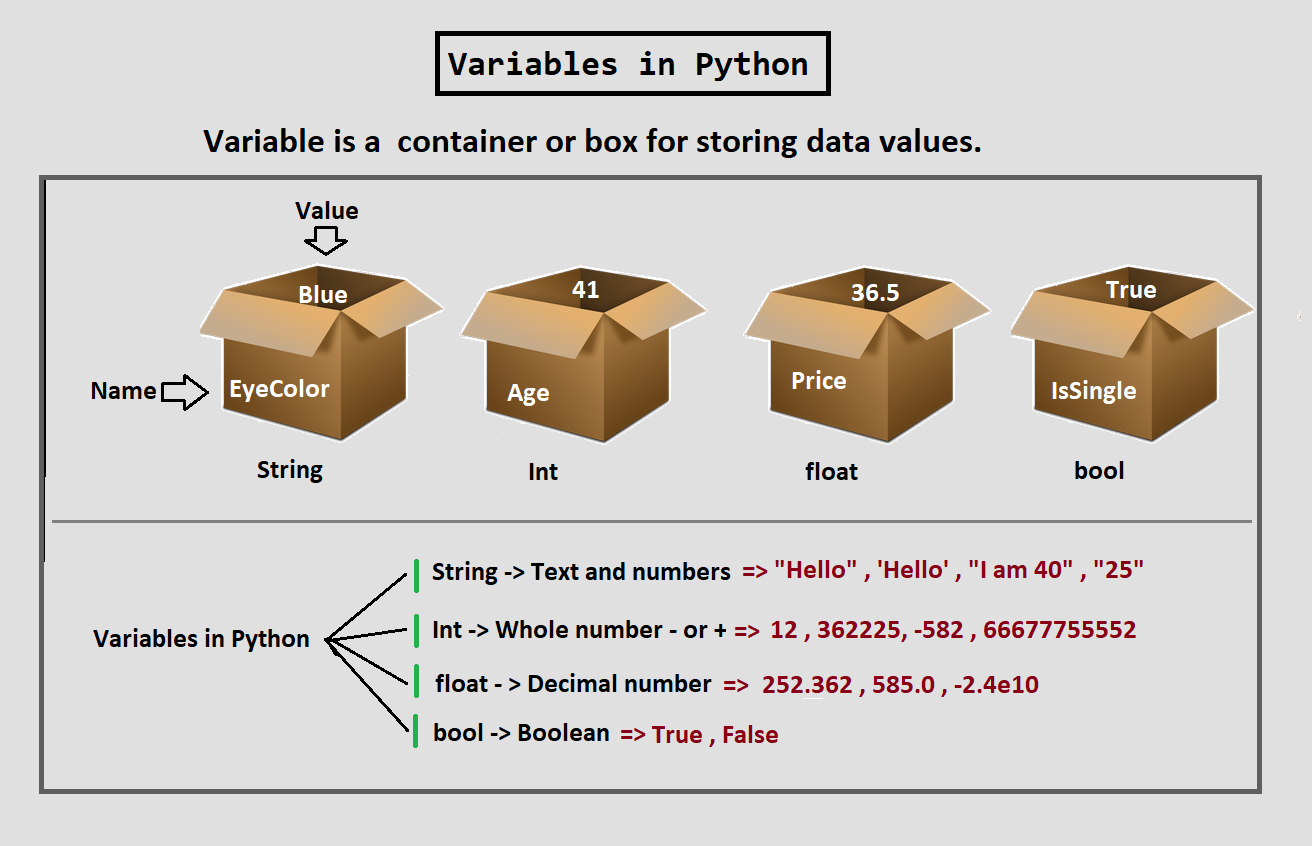 Variables in Python
Variable is a container or box for storing data values.
Value
Blue
41
36.5
True
Name
EyeColor
Age
Price
IsSingle
String
Int
float
bool
Variables in Python
String -> Text and numbers => "Hello" , 'Hello' , "I am 40" , "25"
Int -> Whole number - or + => 12 , 362225, -582 , 66677755552
float - > Decimal number => 252.362 , 585.0 , -2.4e10
bool -> Boolean => True , False